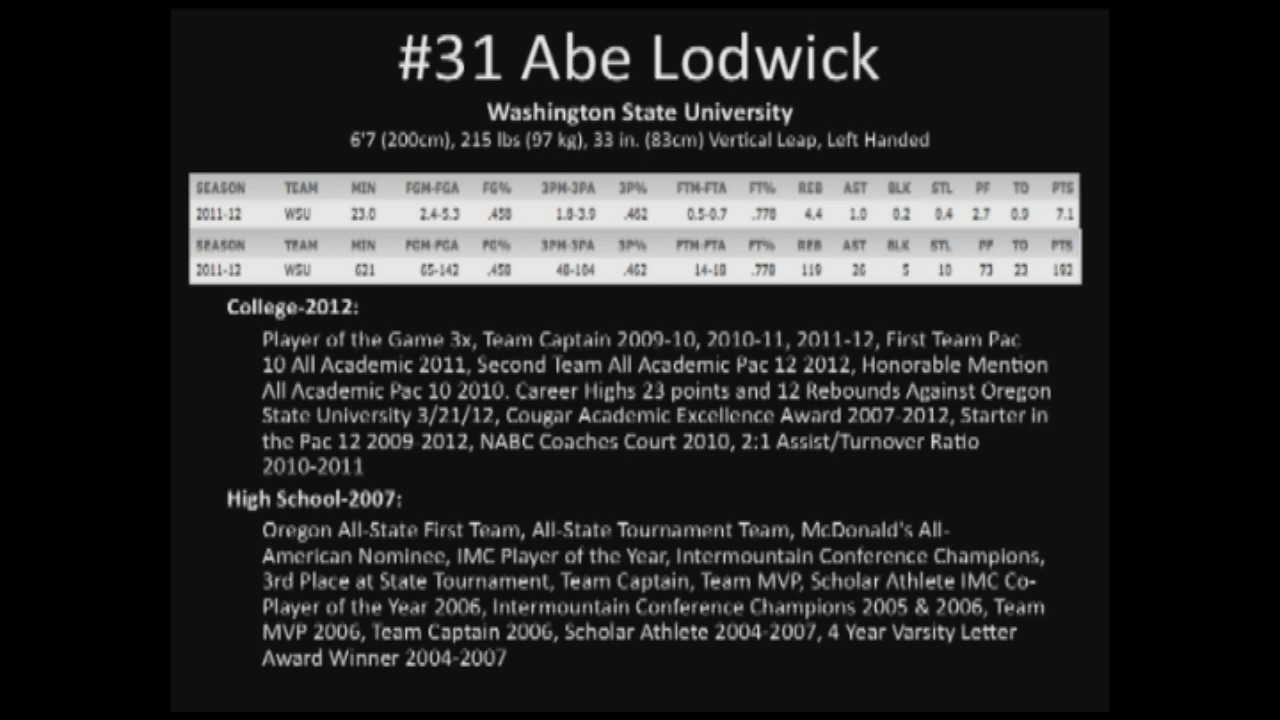 #31 Abe Lodwick
Washington State University
6'7 (200cm), 215 lbs (97 kg), 33 in. (83cm) Vertical Leap, Left Handed
SEASON TEAM MIN FGM-FGA FG% 3PM-3PA 3P% FTM-FTA FT% REB AST BLK STL PF TO PTS
2011-12 WSU 23.0 2.4-5.3 .458 1.8-3.9 .462 0.5-0.7 .778 4.4 1.0 0.2 0.4 2.7 0.9 7.1
SEASON TEAM MIN FGM-FGA FG% 3PM-3PA 3P% FTM-FTA FT% REB AST BLK STL PF TO PTS
2011-12 WSU 621 65-142 .458 48-104 .462 14-18 .778 119 26 5 10 73 23 192
College-2012:
Player of the Game 3x, Team Captain 2009-10, 2010-11, 2011-12, First Team Pac
10 All Academic 2011, Second Team All Academic Pac 12 2012, Honorable Mention
All Academic Pac 10 2010. Career Highs 23 points and 12 Rebounds Against Oregon
State University 3/21/12, Cougar Academic Excellence Award 2007-2012, Starter in
the Pac 12 2009-2012, NABC Coaches Court 2010, 2:1 Assist/Turnover Ratio
2010-2011
High School-2007:
Oregon All-State First Team, All-State Tournament Team, McDonald's All-
American Nominee, IMC Player of the Year, Intermountain Conference Champions,
3rd Place at State Tournament, Team Captain, Team MVP, Scholar Athlete IMC Co-
Player of the Year 2006, Intermountain Conference Champions 2005 & 2006, Team
MVP 2006, Team Captain 2006, Scholar Athlete 2004-2007, 4 Year Varsity Letter
Award Winner 2004-2007